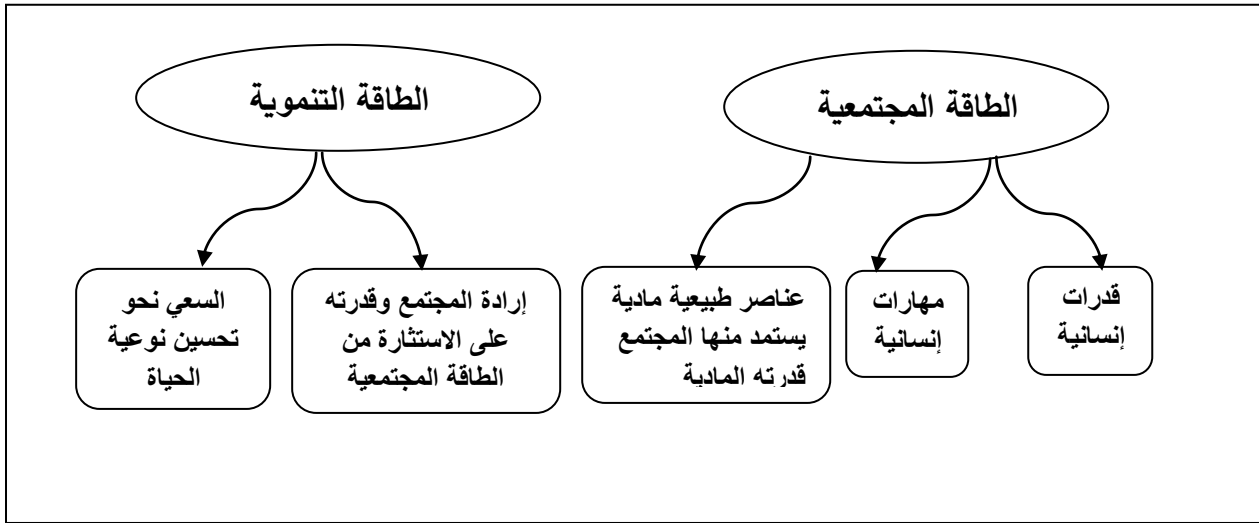 الطاقة المجتمعية
قدرات
إنسانية
مهارات
إنسانية
عناصر طبيعية مادية
يستمد منها المجتمع
قدرته المادية
الطاقة التنموية
إرادة المجتمع وقدرته
على الاستثارة من
الطاقة المجتمعية
السعي نحو
تحسين نوعية
الحياة